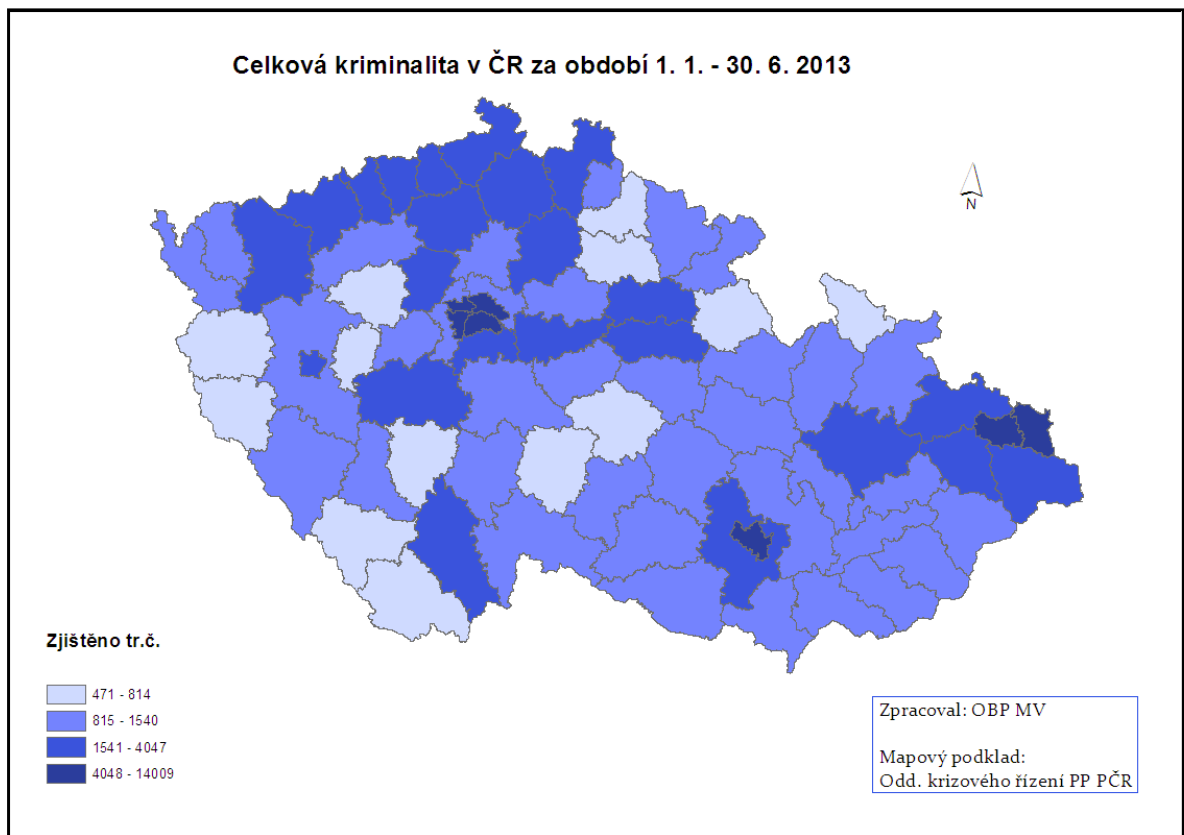 Celková kriminalita v ČR za období 1. 1. - 30. 6. 2013
N
Zjištěno tr.č.
471 - 814
815 - 1540
1541 - 4047
4048 - 14009
Zpracoval: OBP MV
Mapový podklad:
Odd. krizového řízení PP PČR